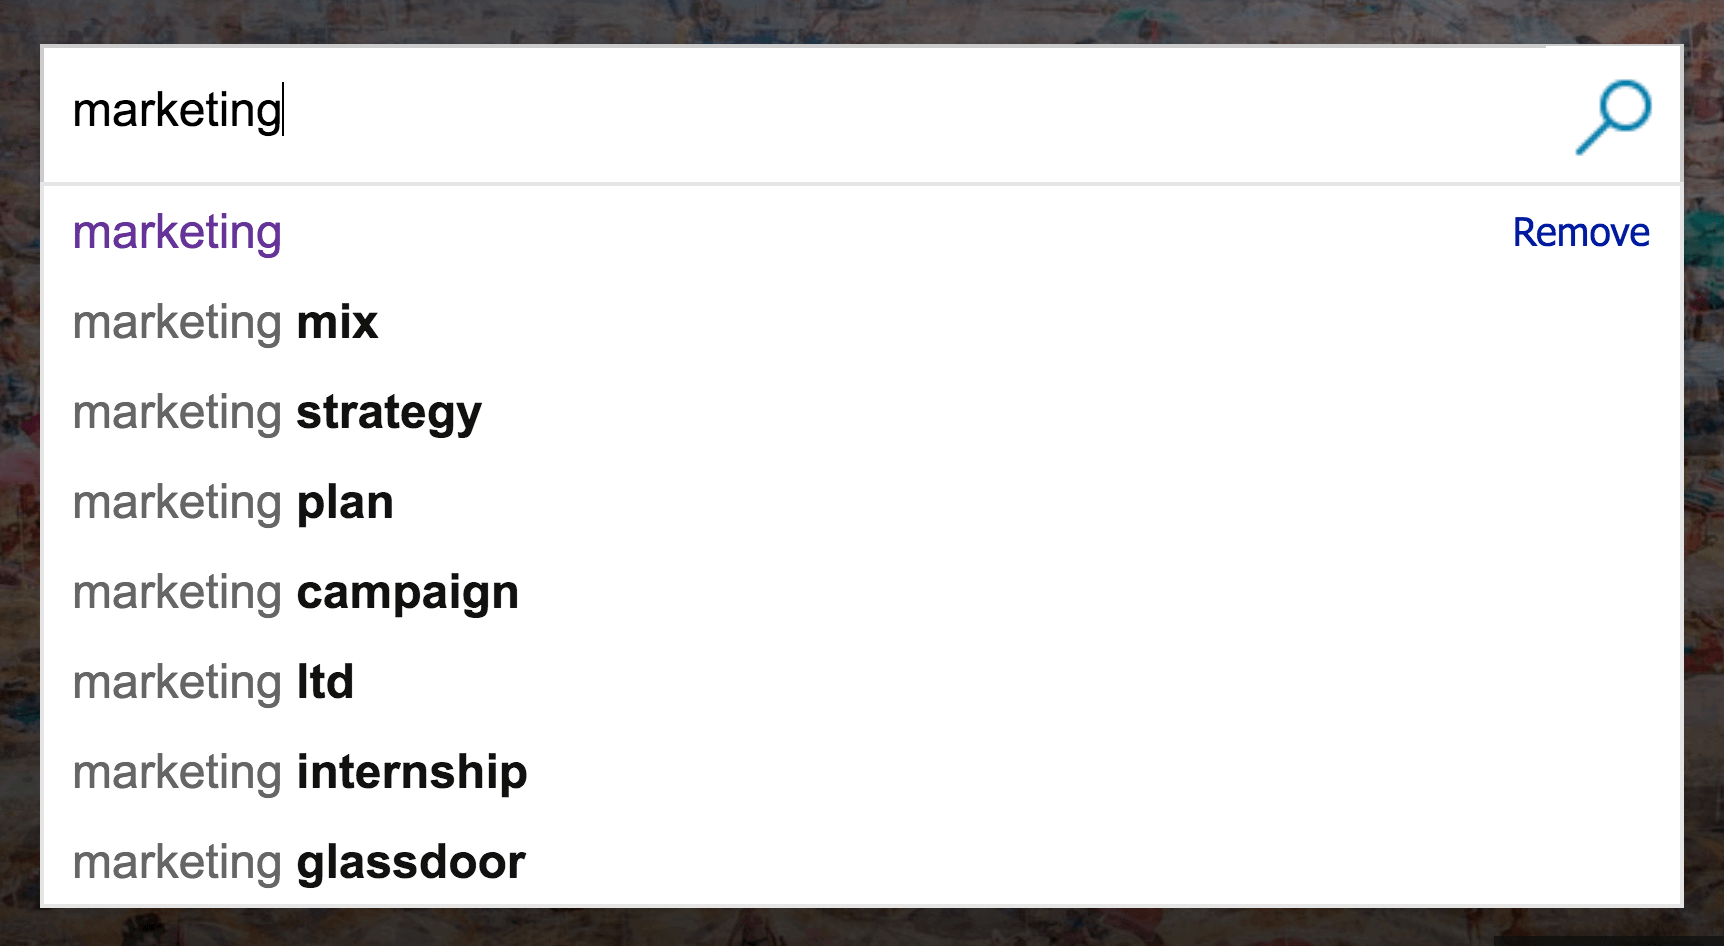 marketing
marketing Remove
marketing mix
marketing strategy
marketing plan
marketing campaign
marketing ltd
marketing internship
marketing glassdoor